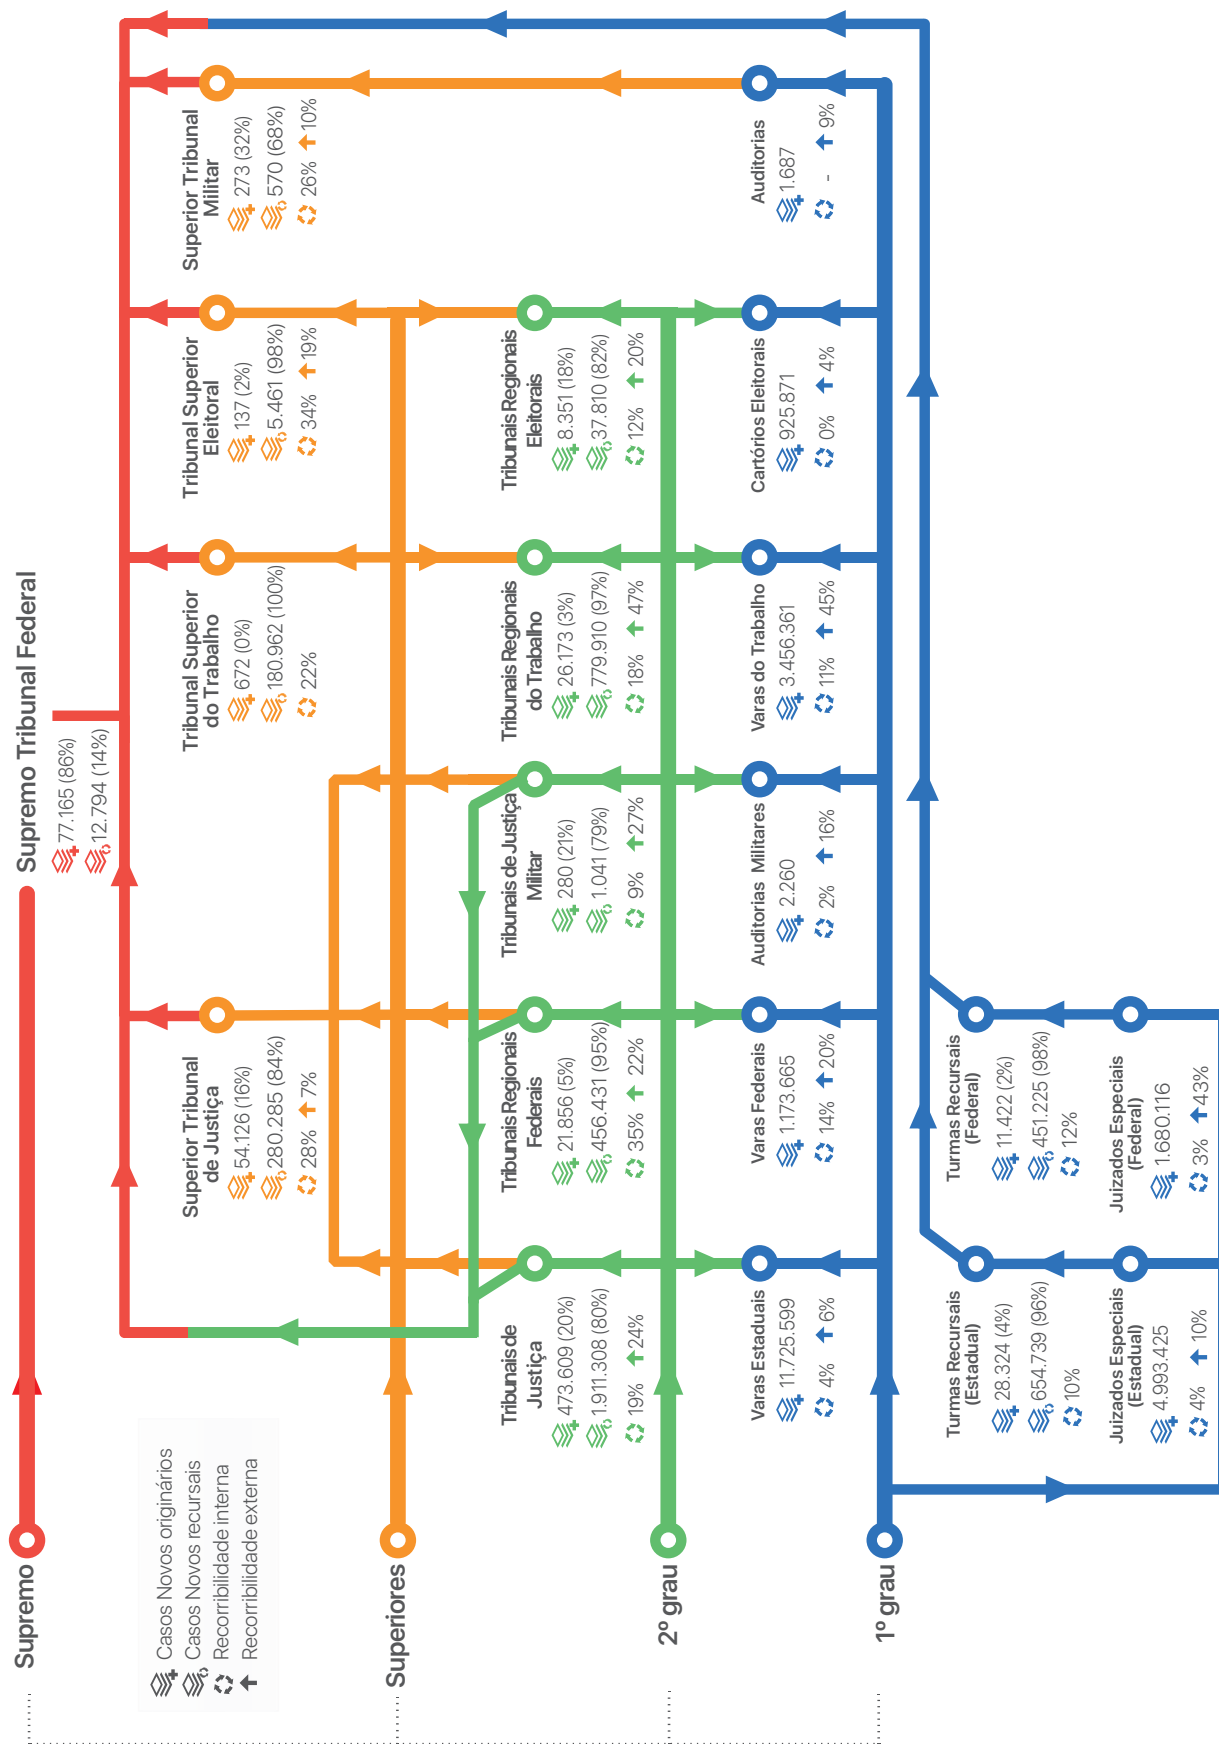 Supremo
Supremo Tribunal Federal
77.165 (86%)
12.794 (14%)
Casos Novos originários
Casos Novos recursais
Recorribilidade interna
Recorribilidade externa
Superiores
Superior Tribunal
de Justiça
54.126 (16%)
280.285 (84%)
28% 7%
Tribunal Superior
do Trabalho
672 (0%)
180.962 (100%)
22%
Tribunal Superior
Eleitoral
137 (2%)
5.461 (98%)
34% 19%
Superior Tribunal
Militar
273 (32%)
570 (68%)
26% 10%
2º grau
Tribunais de
Justiça
473.609 (20%)
1.911.308 (80%)
19% 24%
Tribunais Regionais
Federais
21.856 (5%)
456.431 (95%)
35% 22%
Tribunais de Justiça
Militar
280 (21%)
1.041 (79%)
9% 27%
Tribunais Regionais
do Trabalho
26.173 (3%)
779.910 (97%)
18% 47%
Tribunais Regionais
Eleitorais
8.351 (18%)
37.810 (82%)
12% 20%
1º grau
Varas Estaduais
11.725.599
4% 6%
Varas Federais
1.173.665
14% 20%
Auditorias Militares
2.260
2% 16%
Varas do Trabalho
3.456.361
11% 45%
Cartórios Eleitorais
925.871
0% 4%
Auditorias
1.687
- 9%
Turmas Recursais
(Estadual)
28.324 (4%)
654.739 (96%)
10%
Turmas Recursais
(Federal)
11.422 (2%)
451.225 (98%)
12%
Juizados Especiais
(Estadual)
4.993.425
4% 10%
Juizados Especiais
(Federal)
1.680.116
3% 43%